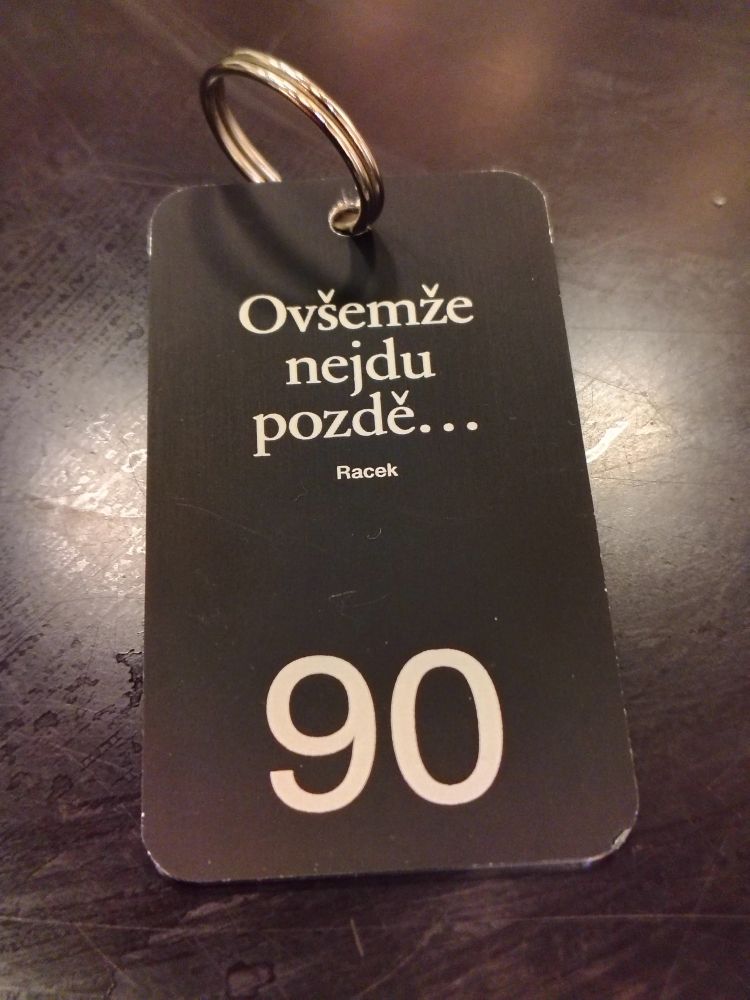 Ovšemže
nejdu
pozdě...
Racek
90